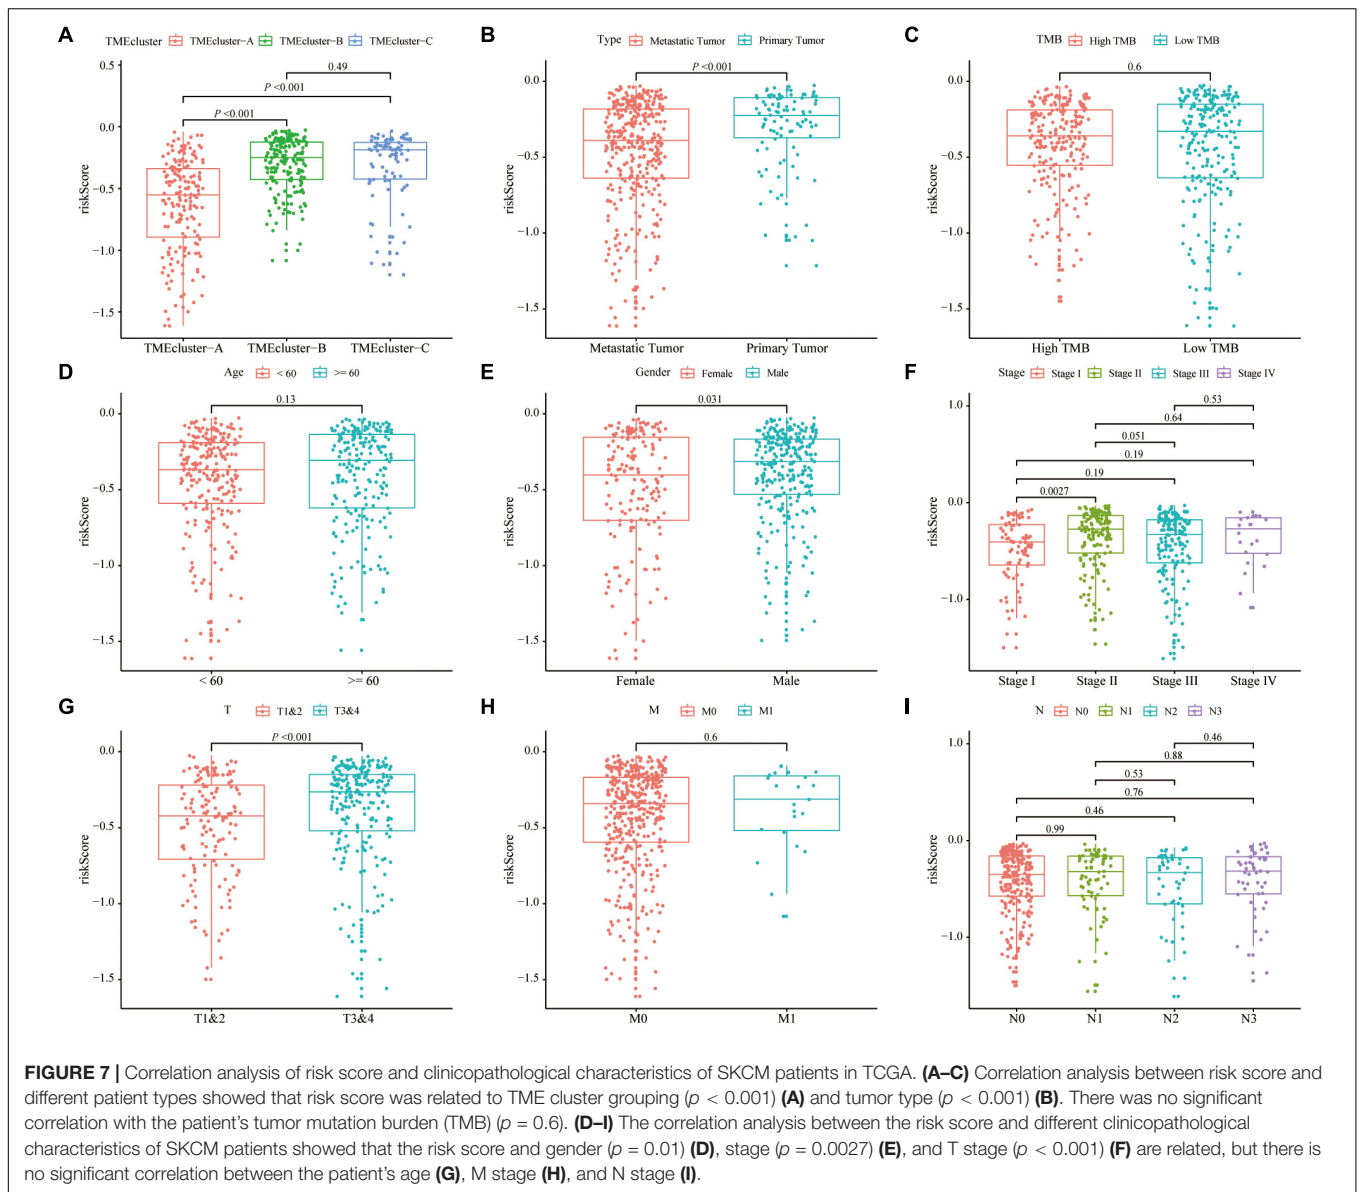 A TMEcluster TMEcluster−A TMEcluster−B TMEcluster−C
0.5
0.0
−0.5
−1.0
−1.5
riskScore
0.49
P <0.001
P <0.001
TMEcluster−A TMEcluster−B TMEcluster−C
B Type Metastatic Tumor Primary Tumor
0.0
−0.5
−1.0
−1.5
riskScore
P <0.001
Metastatic Tumor Primary Tumor
C TMB High TMB Low TMB
0.0
−0.5
−1.0
−1.5
riskScore
0.6
High TMB Low TMB
D Age < 60 >= 60
0.0
−0.5
−1.0
−1.5
riskScore
0.13
< 60 >= 60
E Gender Female Male
0.0
−0.5
−1.0
−1.5
riskScore
0.031
Female Male
F Stage Stage I Stage II Stage III Stage IV
1.0
0.0
−1.0
riskScore
0.53
0.64
0.051
0.19
0.19
0.0027
Stage I Stage II Stage III Stage IV
G T T1&2 T3&4
0.0
−0.5
−1.0
−1.5
riskScore
P <0.001
T1&2 T3&4
H M M0 M1
0.0
−0.5
−1.0
−1.5
riskScore
0.6
M0 M1
I N N0 N1 N2 N3
1.0
0.0
−1.0
riskScore
0.46
0.88
0.53
0.76
0.46
0.99
N0 N1 N2 N3
FIGURE 7 | Correlation analysis of risk score and clinicopathological characteristics of SKCM patients in TCGA. (A–C) Correlation analysis between risk score and
different patient types showed that risk score was related to TME cluster grouping (p < 0.001) (A) and tumor type (p < 0.001) (B). There was no significant
correlation with the patient's tumor mutation burden (TMB) (p = 0.6). (D–I) The correlation analysis between the risk score and different clinicopathological
characteristics of SKCM patients showed that the risk score and gender (p = 0.01) (D), stage (p = 0.0027) (E), and T stage (p < 0.001) (F) are related, but there is
no significant correlation between the patient's age (G), M stage (H), and N stage (I).